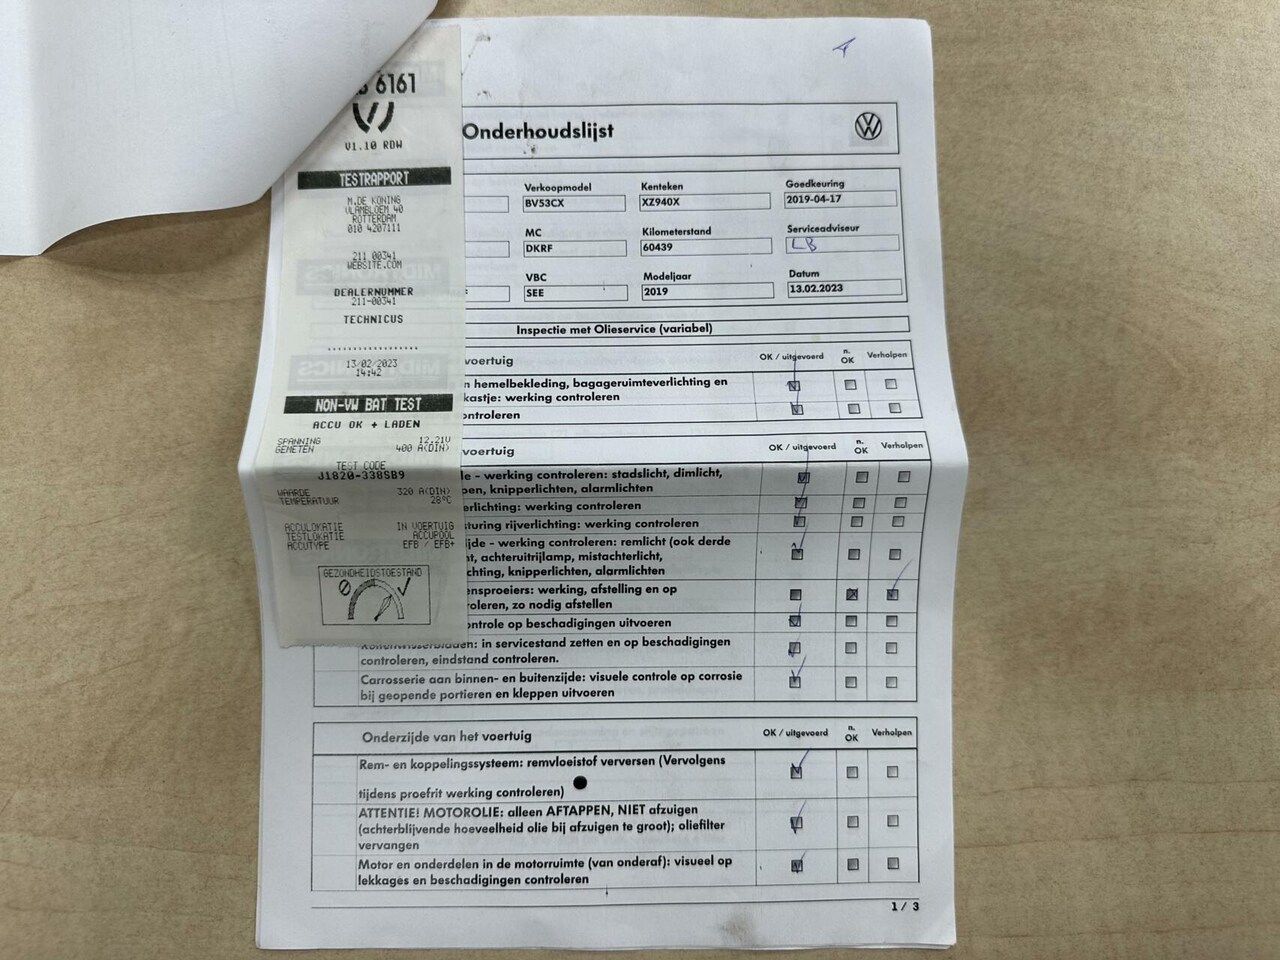 6161
V1.10 RDW
TESTRAPPORT
M.DE KONING
VLAMBLOEM 40
ROTTERDAM
010 4207111
211 00341
WEBSITE.COM
DEALERNUMMER
211-00341
TECHNICUS
13/02/2023
14:42
NON-VW BAT TEST
ACCU OK + LADEN
SPANNING 12.21V
GEMETEN 400 A(DIN)
TEST CODE
J1820-338SB9
WAARDE 320 A(DIN)
TEMPERATUUR 28°C
ACCULOKATIE IN VOERTUIG
TESTLOKATIE ACCUPOOL
ACCUTYPE EFB / EFB+
GEZONDHEIDSTOESTAND
Onderhoudslijst
Verkoopmodel Kenteken Goedkeuring
BV53CX XZ940X 2019-04-17
MC Kilometerstand Serviceadviseur
DKRF 60439 LB
VBC Modeljaar Datum
SEE 2019 13.02.2023
Inspectie met Olieservice (variabel)
voertuig OK / uitgevoerd n. OK Verholpen
n hemelbekleding, bagageruimteverlichting en
kastje: werking controleren
ontroleren
voertuig OK / uitgevoerd n. OK Verholpen
le - werking controleren: stadslicht, dimlicht,
pen, knipperlichten, alarmlichten
erlichting: werking controleren
aturing rijverlichting: werking controleren
ijde - werking controleren: remlicht (ook derde
ht, achteruitrijlamp, mistachterlicht,
chting, knipperlichten, alarmlichten
ensproeiers: werking, afstelling en op
roleren, zo nodig afstellen
ontrole op beschadigingen uitvoeren
Ruitenwisserbladen: in servicestand zetten en op beschadigingen
controleren, eindstand controleren.
Carrosserie aan binnen- en buitenzijde: visuele controle op corrosie
bij geopende portieren en kleppen uitvoeren
Onderzijde van het voertuig OK / uitgevoerd n. OK Verholpen
Rem- en koppelingssysteem: remvloeistof verversen (Vervolgens
tijdens proefrit werking controleren)
ATTENTIE! MOTOROLIE: alleen AFTAPPEN, NIET afzuigen
(achterblijvende hoeveelheid olie bij afzuigen te groot); oliefilter
vervangen
Motor en onderdelen in de motorruimte (van onderaf): visueel op
lekkages en beschadigingen controleren
1 / 3